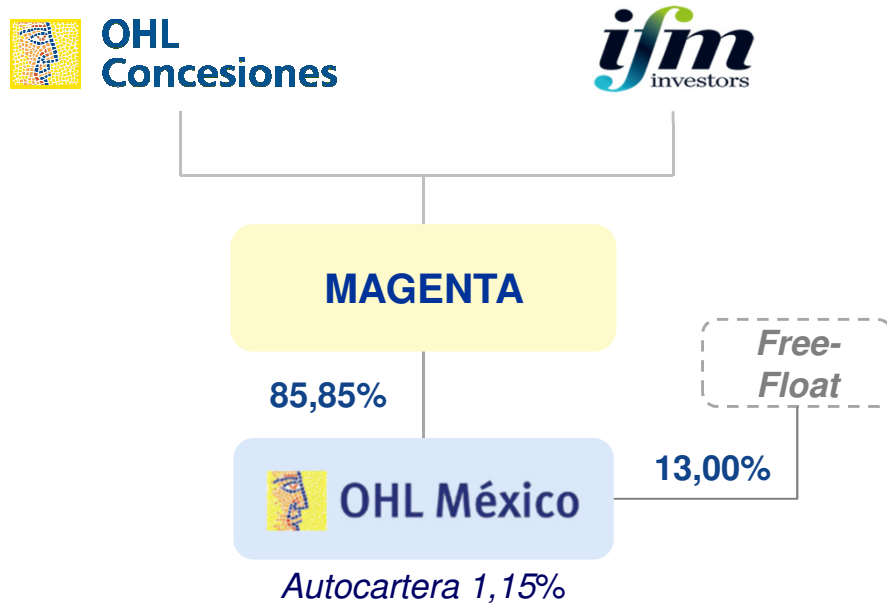 OHL
Concesiones
ifm
investors
MAGENTA
Free-
Float
85,85%
13,00%
OHL México
Autocartera 1,15%